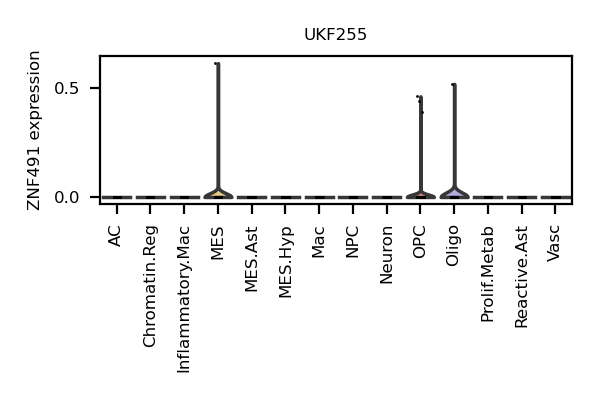 UKF255
ZNF491 expression
0.5
0.0
AC
Chromatin.Reg
Inflammatory.Mac
MES
MES.Ast
MES.Hyp
Mac
NPC
Neuron
OPC
Oligo
Prolif.Metab
Reactive.Ast
Vasc